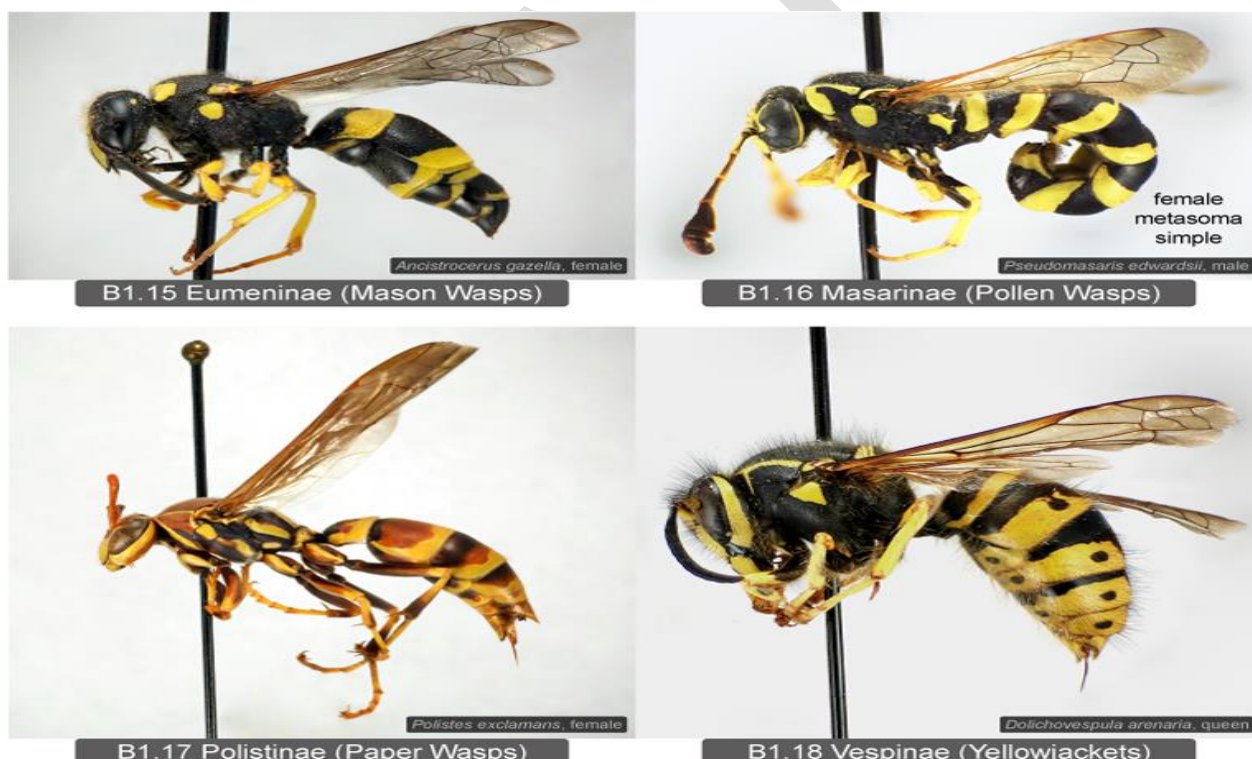 female
metasoma
simple
Ancistrocerus gazella, female
Pseudomasaris edwardsii, male
B1.15 Eumeninae (Mason Wasps)
B1.16 Masarinae (Pollen Wasps)
Polistes exclamans, female
Dolichovespula arenaria, queen
B1.17 Polistinae (Paper Wasps)
B1.18 Vespinae (Yellowjackets)